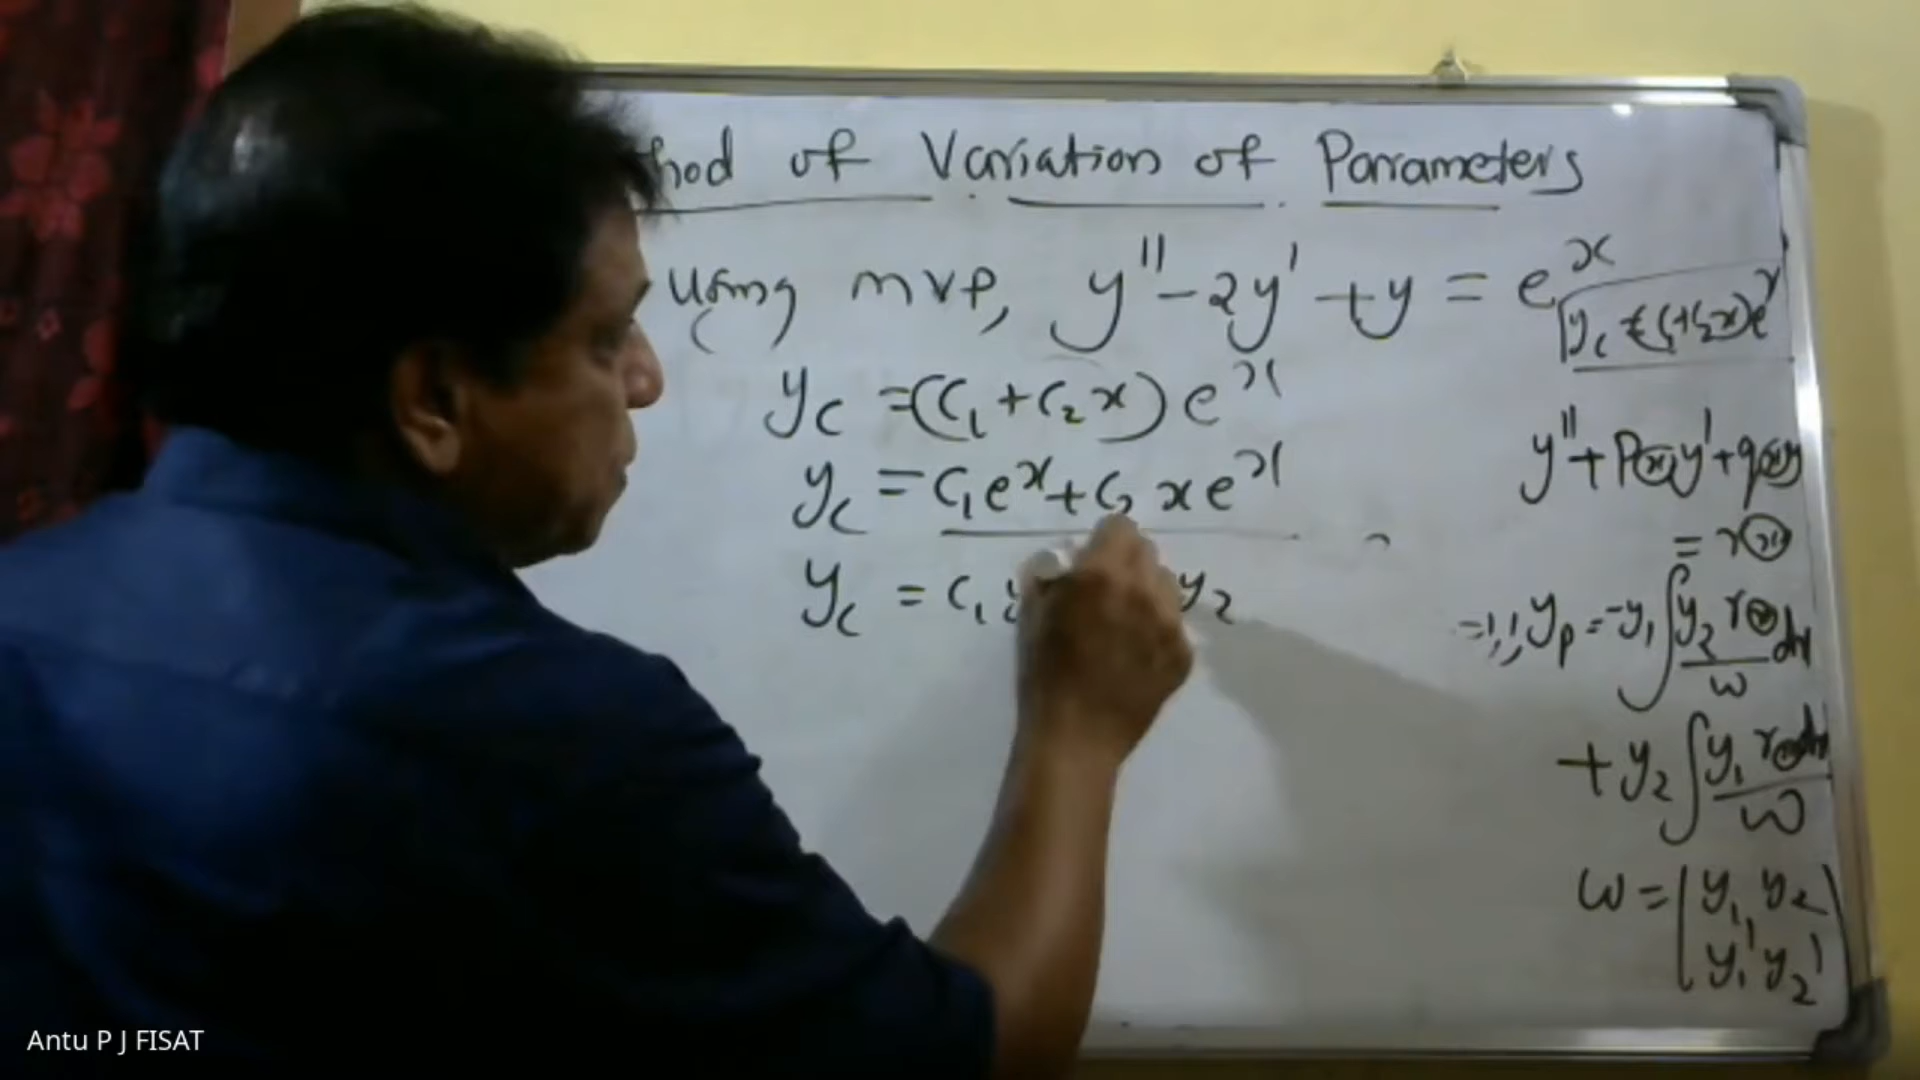 hod of Variation of Parameters
using mvp, y'' - 2y' + y = e^x
y_c = (c_1 + c_2 x) e^x
y_c = (c_1 + c_2 x) e^x
y_c = c_1 e^x + c_2 x e^x
y_c = c_1 y y_2
y'' + P(x)y' + q(x)y
= r(x)
y_p = -y_1 ∫ y_2 r(x)/w dx
+ y_2 ∫ y_1 r(x) dx/w
w = | y_1 y_2
y_1' y_2' |
Antu P J FISAT